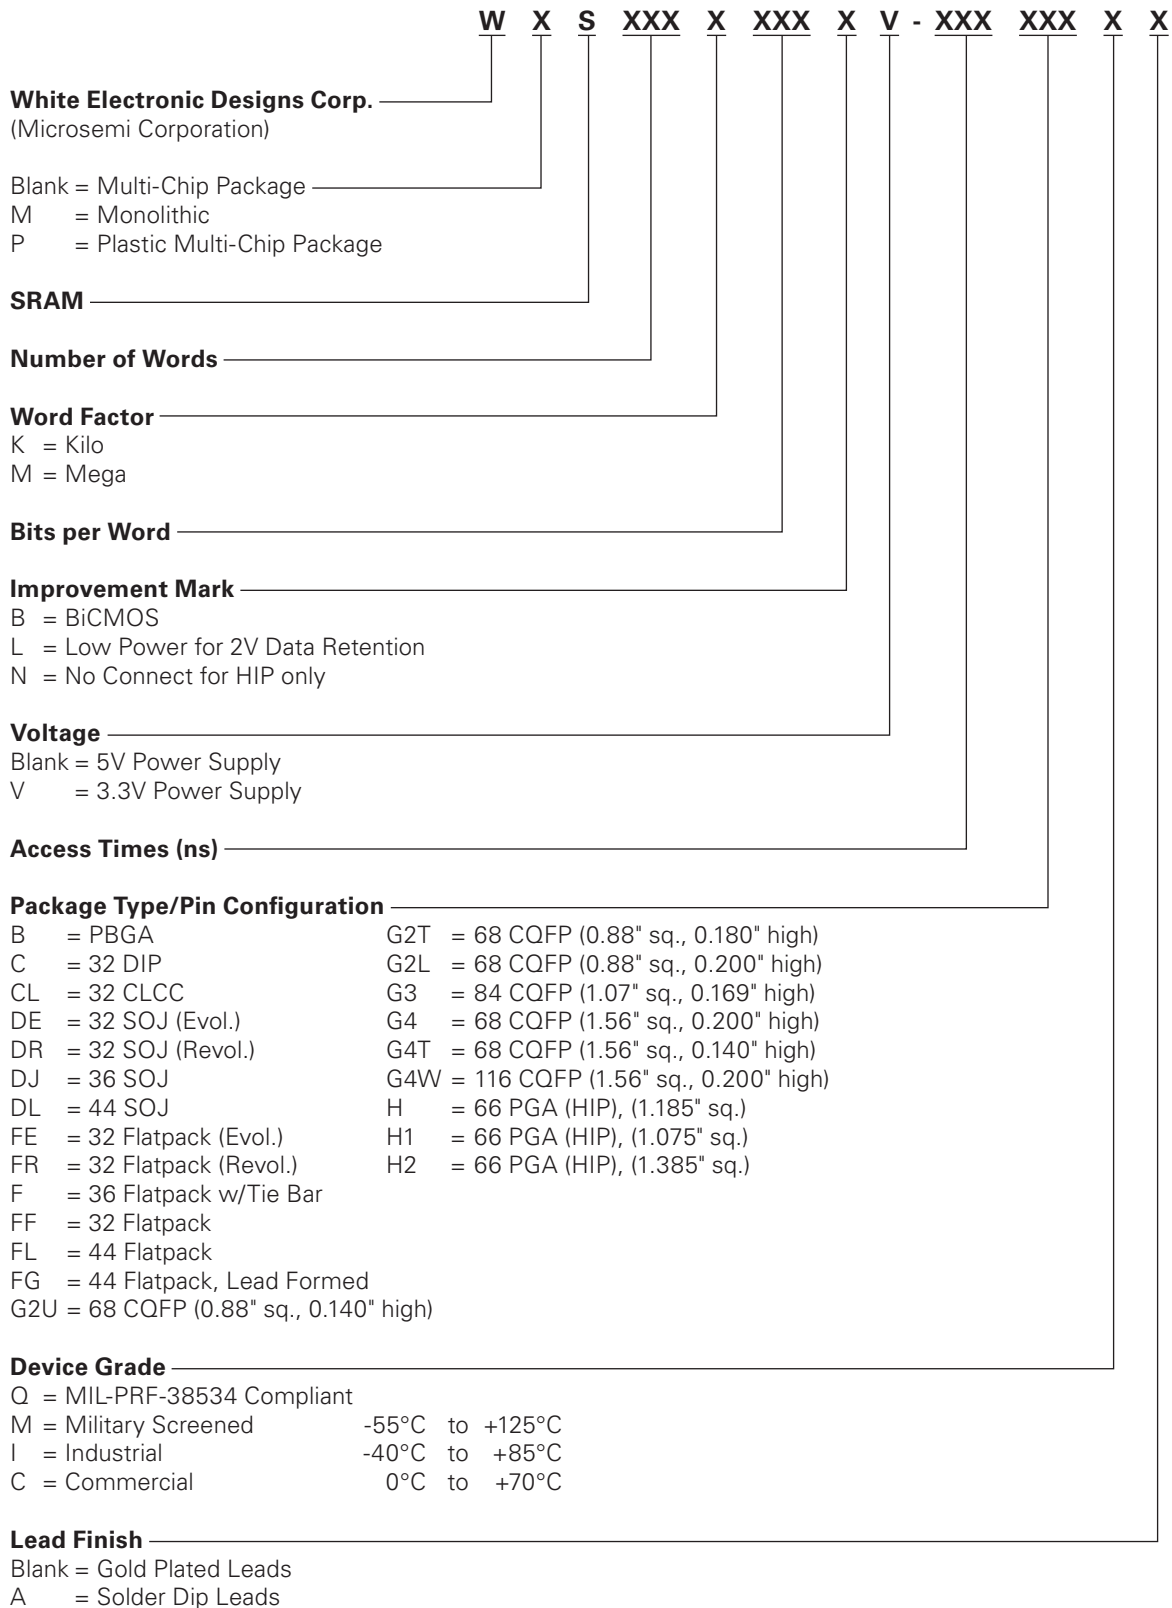 W X S XXX X XXX X V - XXX XXX X X
White Electronic Designs Corp.
(Microsemi Corporation)
Blank = Multi-Chip Package
M = Monolithic
P = Plastic Multi-Chip Package
SRAM
Number of Words
Word Factor
K = Kilo
M = Mega
Bits per Word
Improvement Mark
B = BiCMOS
L = Low Power for 2V Data Retention
N = No Connect for HIP only
Voltage
Blank = 5V Power Supply
V = 3.3V Power Supply
Access Times (ns)
Package Type/Pin Configuration
B = PBGA
C = 32 DIP
CL = 32 CLCC
DE = 32 SOJ (Evol.)
DR = 32 SOJ (Revol.)
DJ = 36 SOJ
DL = 44 SOJ
FE = 32 Flatpack (Evol.)
FR = 32 Flatpack (Revol.)
F = 36 Flatpack w/Tie Bar
FF = 32 Flatpack
FL = 44 Flatpack
FG = 44 Flatpack, Lead Formed
G2U = 68 CQFP (0.88" sq., 0.140" high)
G2T = 68 CQFP (0.88" sq., 0.180" high)
G2L = 68 CQFP (0.88" sq., 0.200" high)
G3 = 84 CQFP (1.07" sq., 0.169" high)
G4 = 68 CQFP (1.56" sq., 0.200" high)
G4T = 68 CQFP (1.56" sq., 0.140" high)
G4W = 116 CQFP (1.56" sq., 0.200" high)
H = 66 PGA (HIP), (1.185" sq.)
H1 = 66 PGA (HIP), (1.075" sq.)
H2 = 66 PGA (HIP), (1.385" sq.)
Device Grade
Q = MIL-PRF-38534 Compliant
M = Military Screened -55°C to +125°C
I = Industrial -40°C to +85°C
C = Commercial 0°C to +70°C
Lead Finish
Blank = Gold Plated Leads
A = Solder Dip Leads